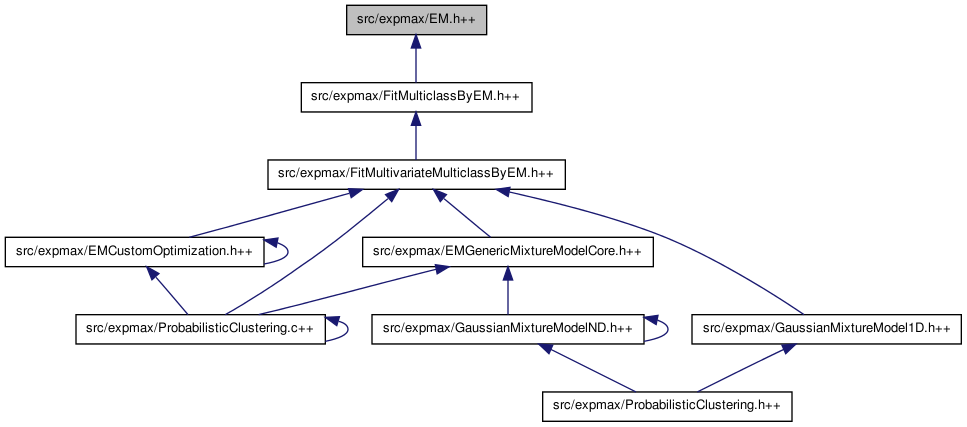 src/expmax/EM.h++
src/expmax/FitMulticlassByEM.h++
src/expmax/FitMultivariateMulticlassByEM.h++
src/expmax/EMCustomOptimization.h++
src/expmax/EMGenericMixtureModelCore.h++
src/expmax/ProbabilisticClustering.c++
src/expmax/GaussianMixtureModelND.h++
src/expmax/GaussianMixtureModel1D.h++
src/expmax/ProbabilisticClustering.h++